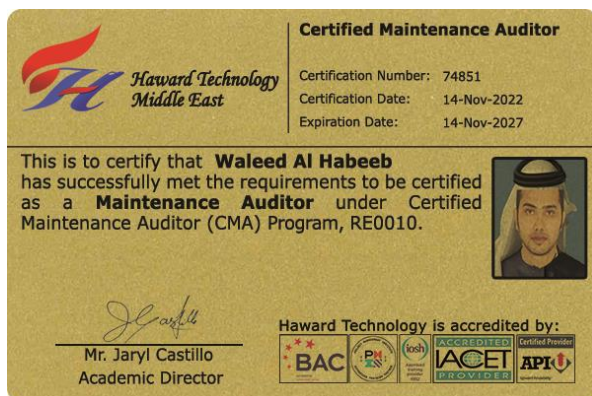 Certified Maintenance Auditor
Haward Technology
Middle East
Certification Number: 74851
Certification Date: 14-Nov-2022
Expiration Date: 14-Nov-2027
This is to certify that Waleed Al Habeeb
has successfully met the requirements to be certified
as a Maintenance Auditor under Certified
Maintenance Auditor (CMA) Program, RE0010.
Mr. Jaryl Castillo
Academic Director
Haward Technology is accredited by:
BAC
iosh
ACCREDITED
IACET
PROVIDER
Certified Provider
API